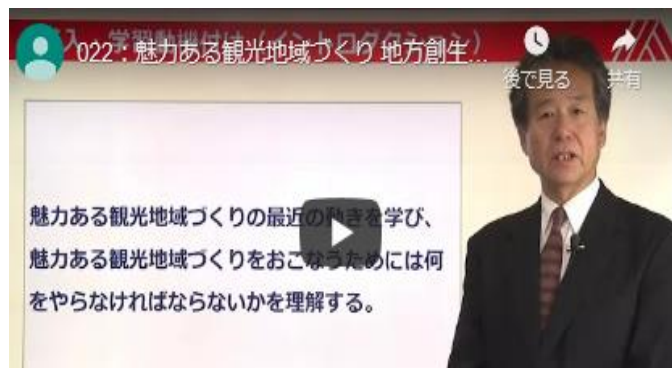 022：魅力ある観光地域づくり 地方創生...
後で見る
共有
魅力ある観光地域づくりの最近の動きを学び、
魅力ある観光地域づくりをおこなうためには何
をやらなければならないかを理解する。